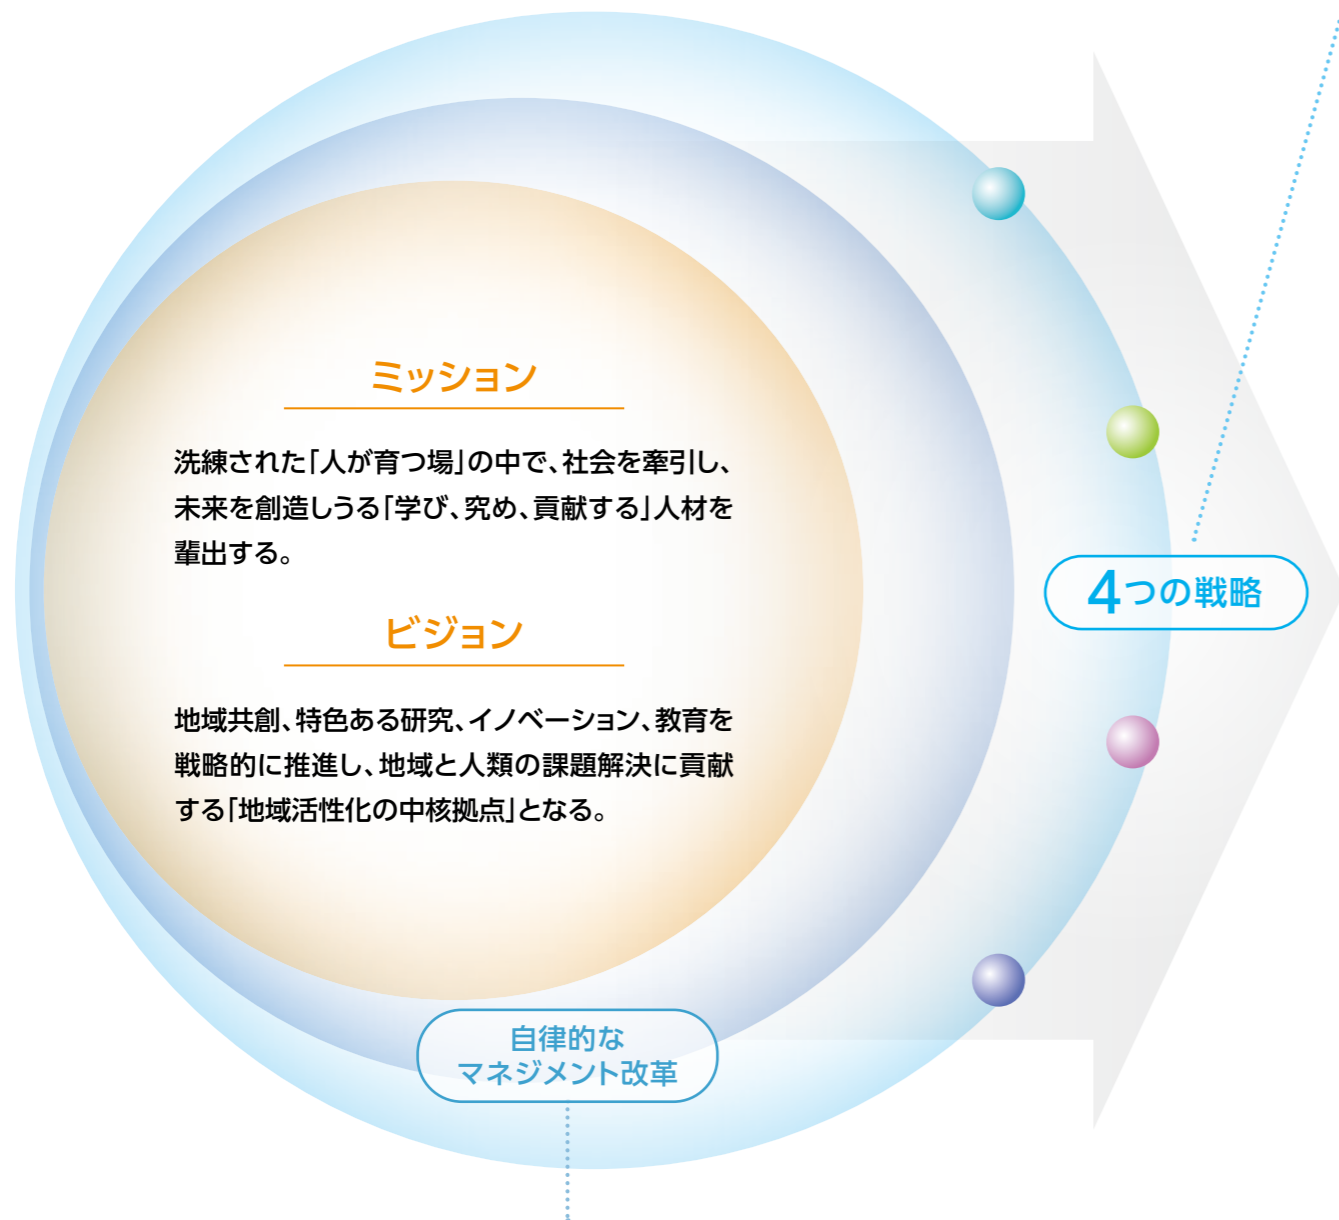 ミッション
洗練された「人が育つ場」の中で、社会を牽引し、
未来を創造しうる「学び、究め、貢献する」人材を
輩出する。
ビジョン
地域共創、特色ある研究、イノベーション、教育を
戦略的に推進し、地域と人類の課題解決に貢献
する「地域活性化の中核拠点」となる。
4つの戦略
自律的な
マネジメント改革